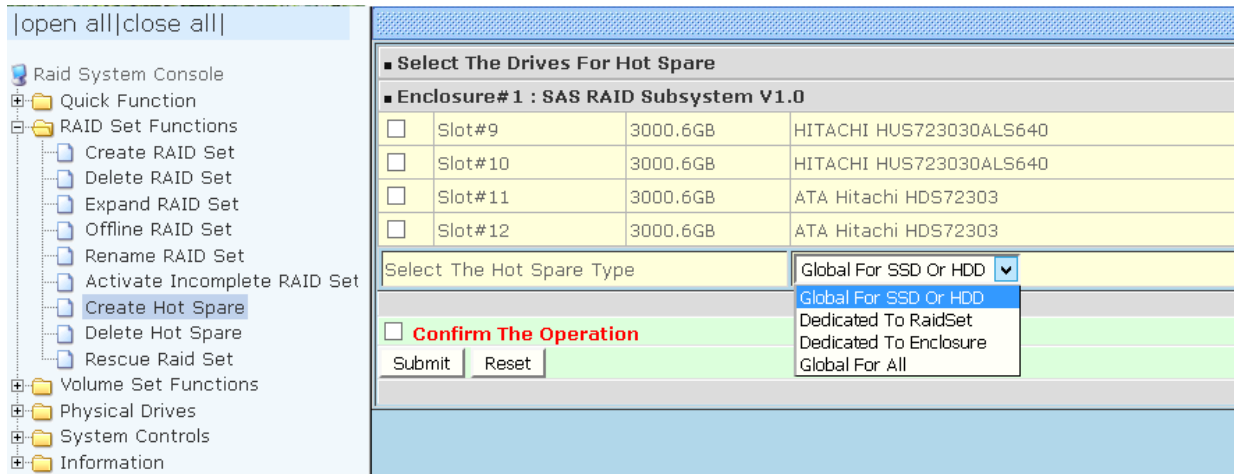 |open all|close all|
Raid System Console
Quick Function
RAID Set Functions
Create RAID Set
Delete RAID Set
Expand RAID Set
Offline RAID Set
Rename RAID Set
Activate Incomplete RAID Set
Create Hot Spare
Delete Hot Spare
Rescue Raid Set
Volume Set Functions
Physical Drives
System Controls
Information
Select The Drives For Hot Spare
Enclosure#1 : SAS RAID Subsystem V1.0
Slot#9 3000.6GB HITACHI HUS723030ALS640
Slot#10 3000.6GB HITACHI HUS723030ALS640
Slot#11 3000.6GB ATA Hitachi HDS72303
Slot#12 3000.6GB ATA Hitachi HDS72303
Select The Hot Spare Type Global For SSD Or HDD
Global For SSD Or HDD
Dedicated To RaidSet
Dedicated To Enclosure
Global For All
Confirm The Operation
Submit Reset